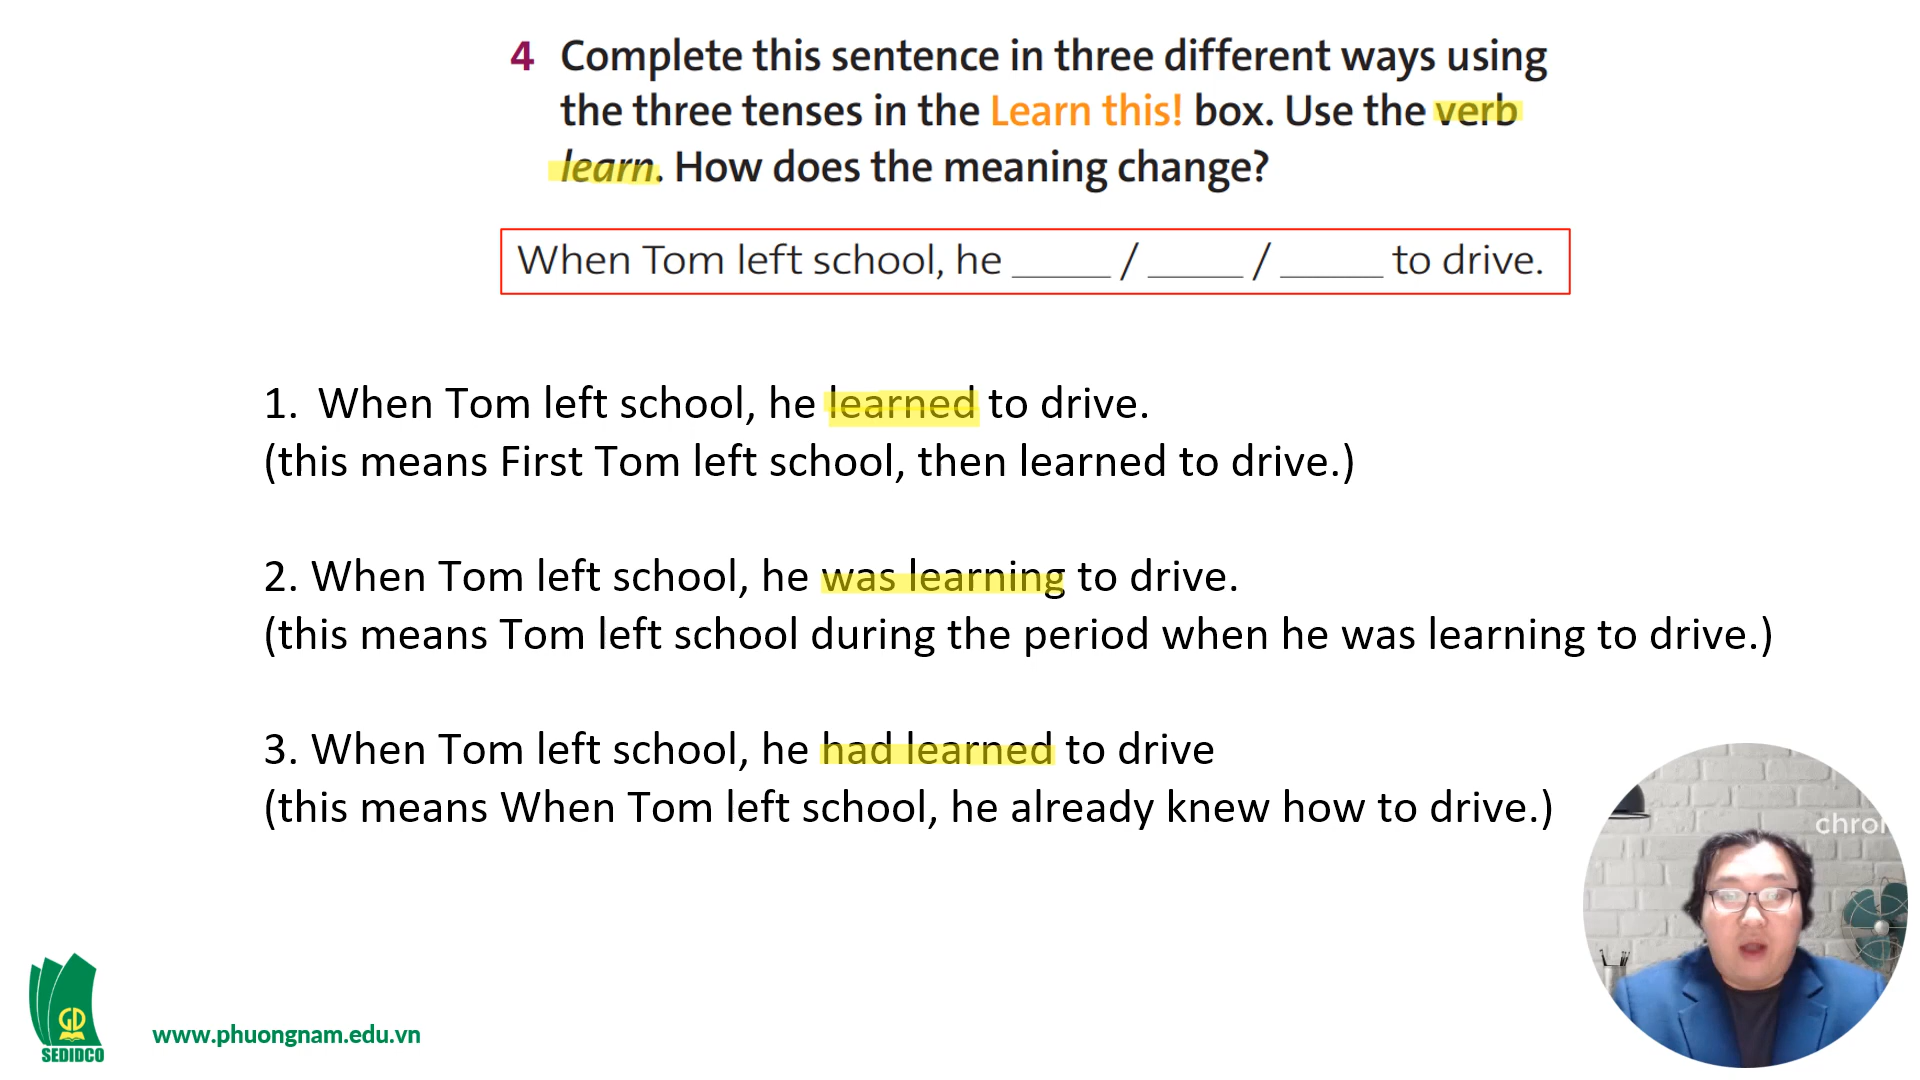 4 Complete this sentence in three different ways using
the three tenses in the Learn this! box. Use the verb
learn. How does the meaning change?
When Tom left school, he _____ / _____ / _____ to drive.
1. When Tom left school, he learned to drive.
(this means First Tom left school, then learned to drive.)
2. When Tom left school, he was learning to drive.
(this means Tom left school during the period when he was learning to drive.)
3. When Tom left school, he had learned to drive
(this means When Tom left school, he already knew how to drive.)
chro
GD
SEDIDCO
www.phuongnam.edu.vn